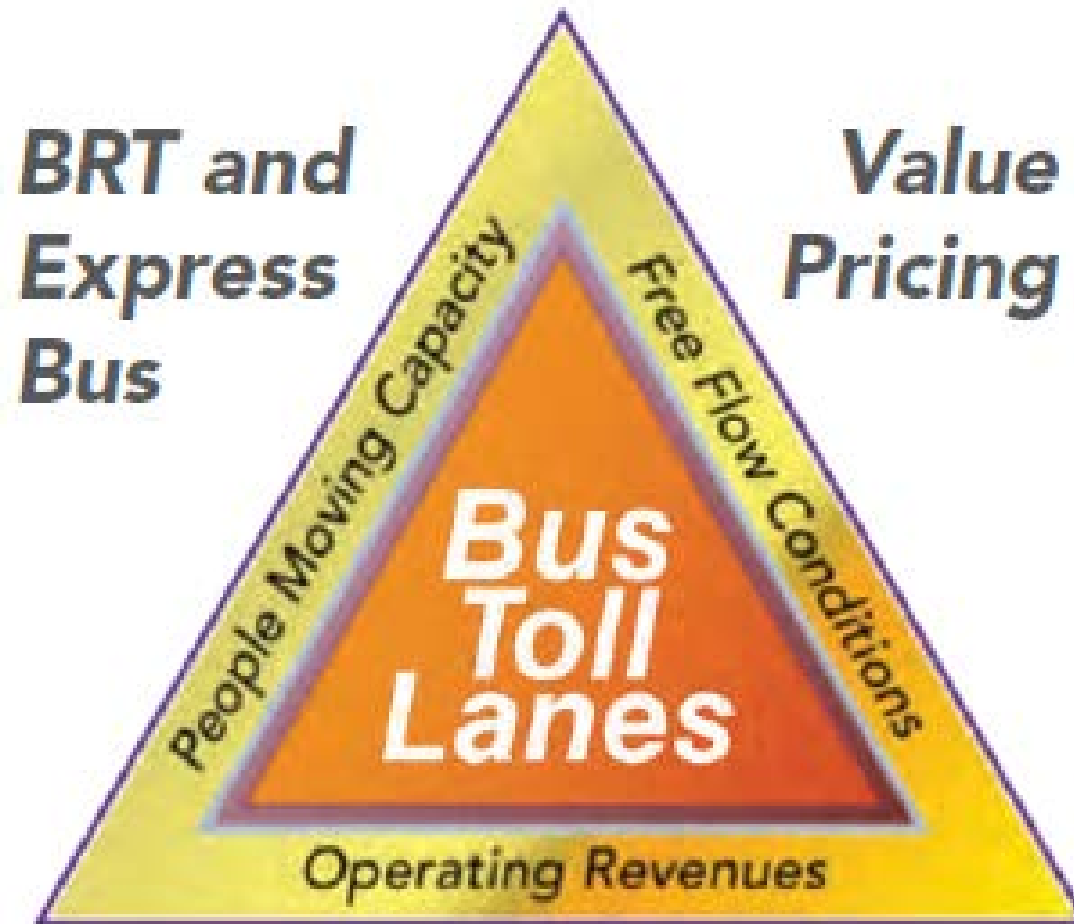 BRT and
Express
Bus
Value
Pricing
People Moving Capacity
Free Flow Conditions
Bus
Toll
Lanes
Operating Revenues